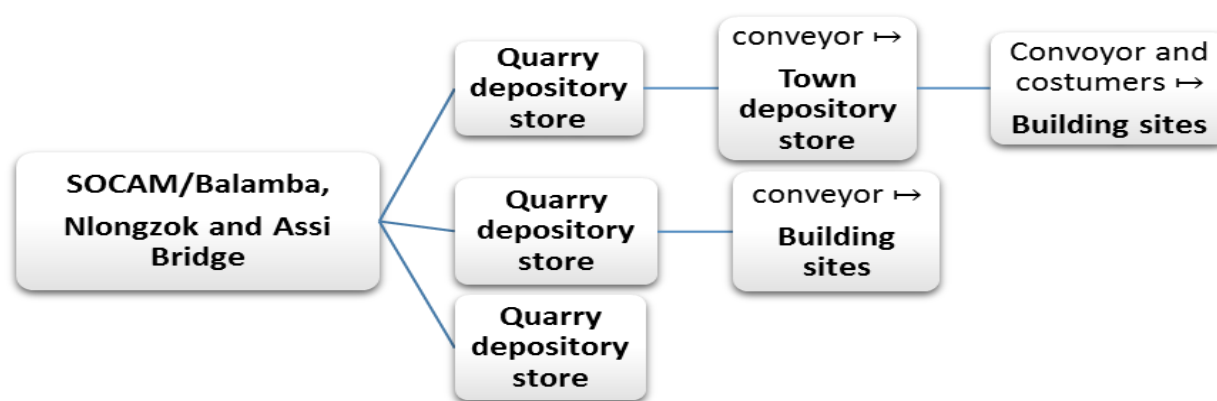 SOCAM/Balamba,
Nlongzok and Assi
Bridge
Quarry
depository
store
conveyor ↦
Town
depository
store
Convoyor and
costumers ↦
Building sites
Quarry
depository
store
conveyor ↦
Building
sites
Quarry
depository
store